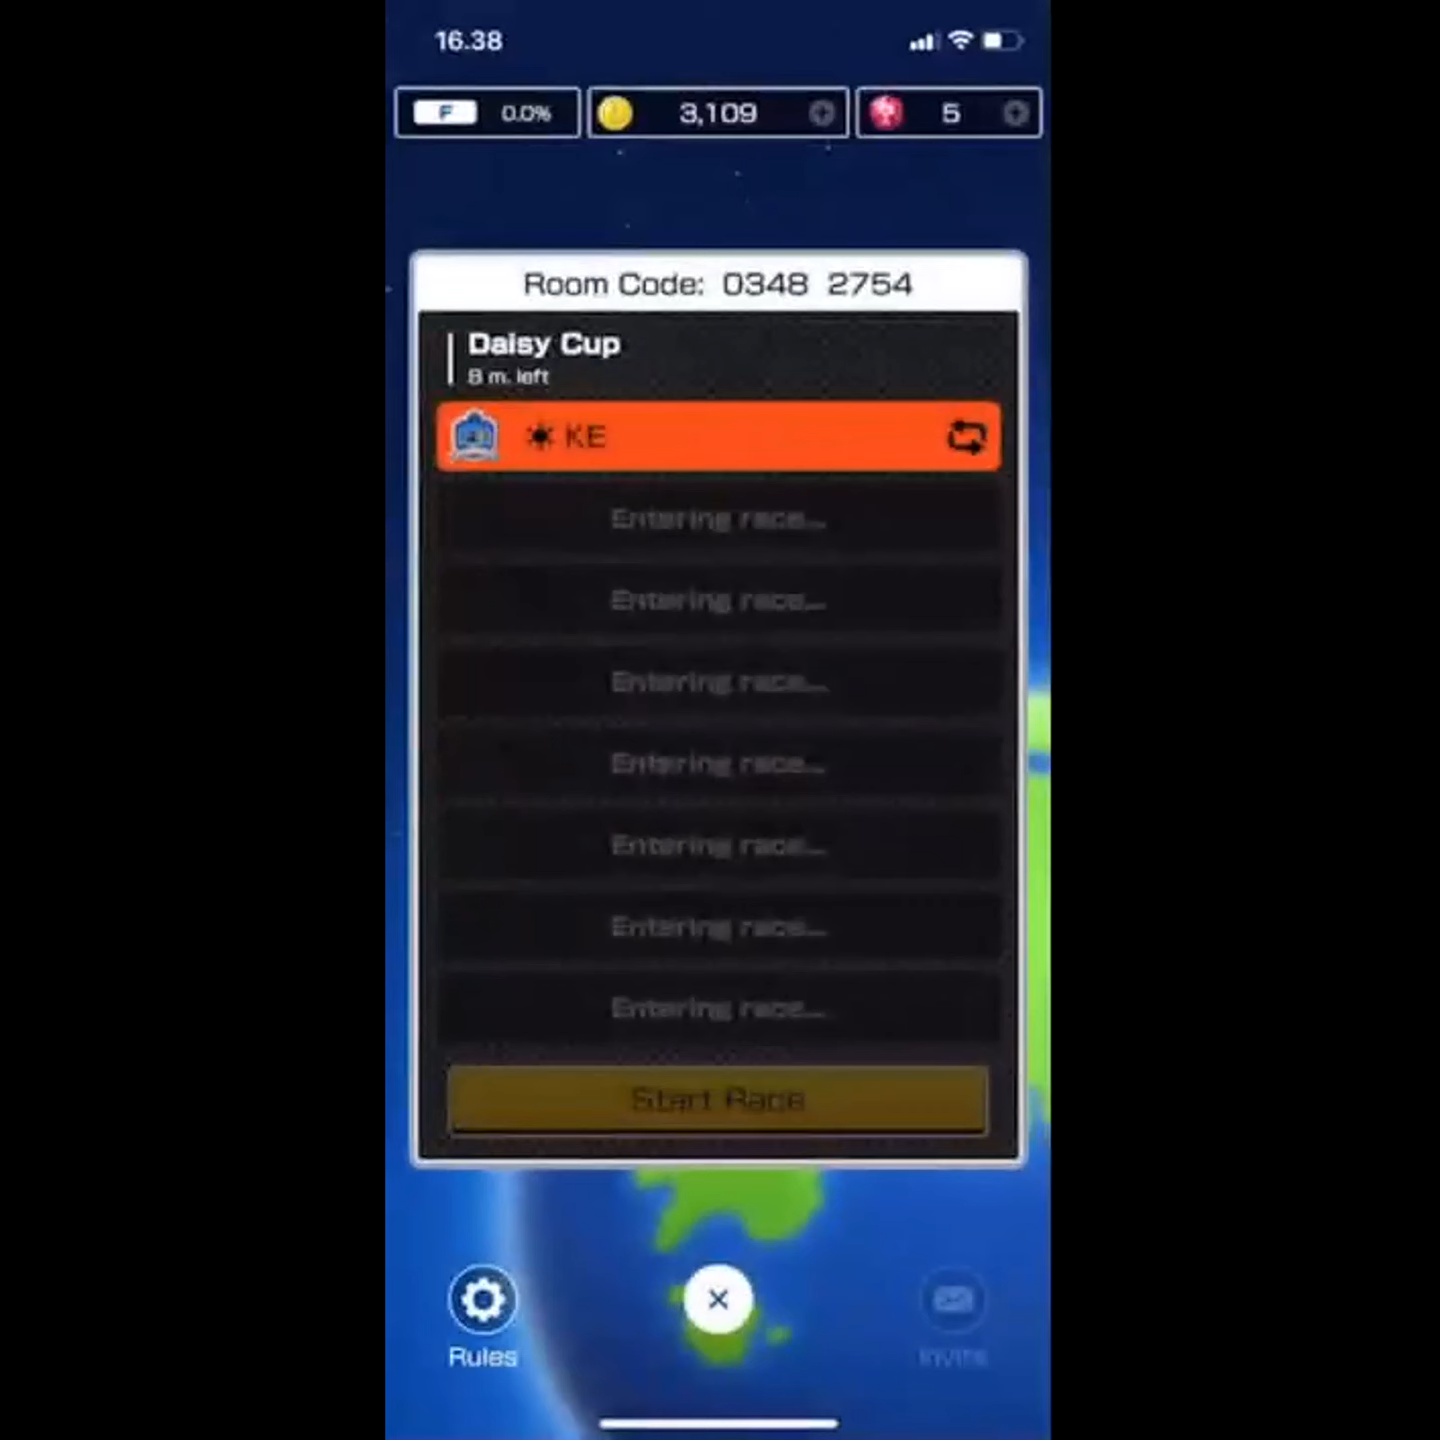 16.38
F 0.0% 3,109 5
Room Code: 0348 2754
Daisy Cup
8 m. left
☀ KE
Entering race...
Entering race...
Entering race...
Entering race...
Entering race...
Entering race...
Entering race...
Start Race
Rules
Invite